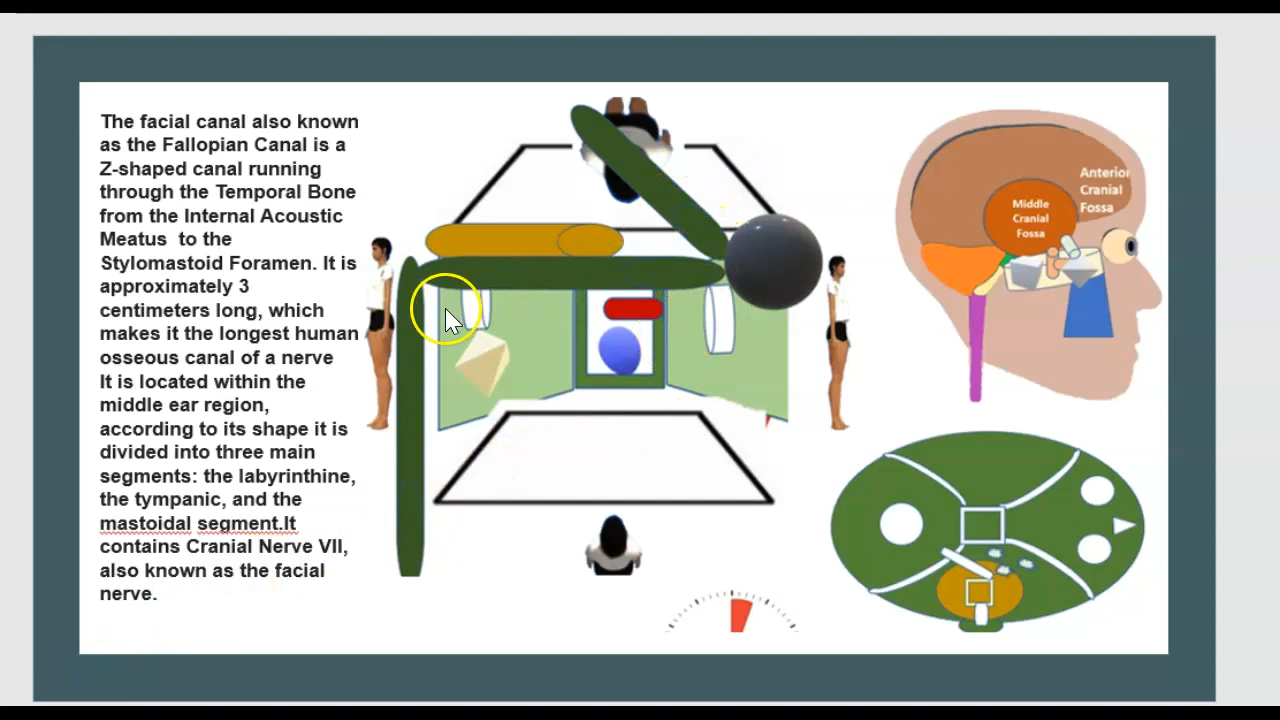 The facial canal also known
as the Fallopian Canal is a
Z-shaped canal running
through the Temporal Bone
from the Internal Acoustic
Meatus to the
Stylomastoid Foramen. It is
approximately 3
centimeters long, which
makes it the longest human
osseous canal of a nerve
It is located within the
middle ear region,
according to its shape it is
divided into three main
segments: the labyrinthine,
the tympanic, and the
mastoidal segment.It
contains Cranial Nerve VII,
also known as the facial
nerve.
Anterior
Cranial
Fossa
Middle
Cranial
Fossa